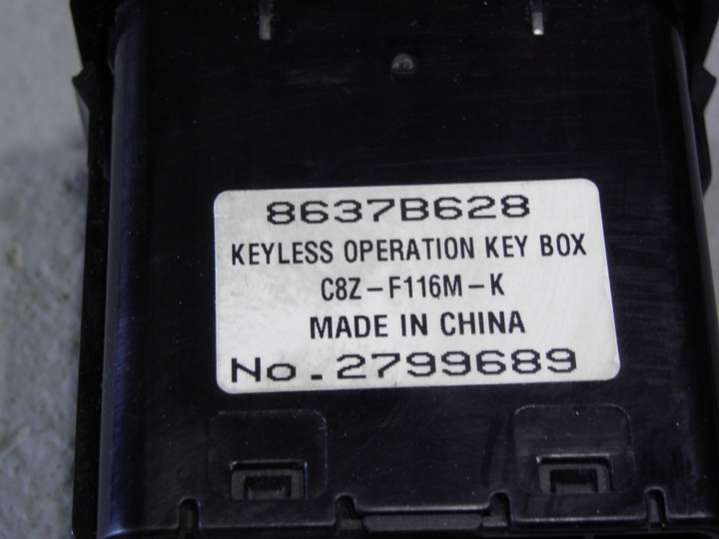 8637B628
KEYLESS OPERATION KEY BOX
C8Z-F116M-K
MADE IN CHINA
No.2799689